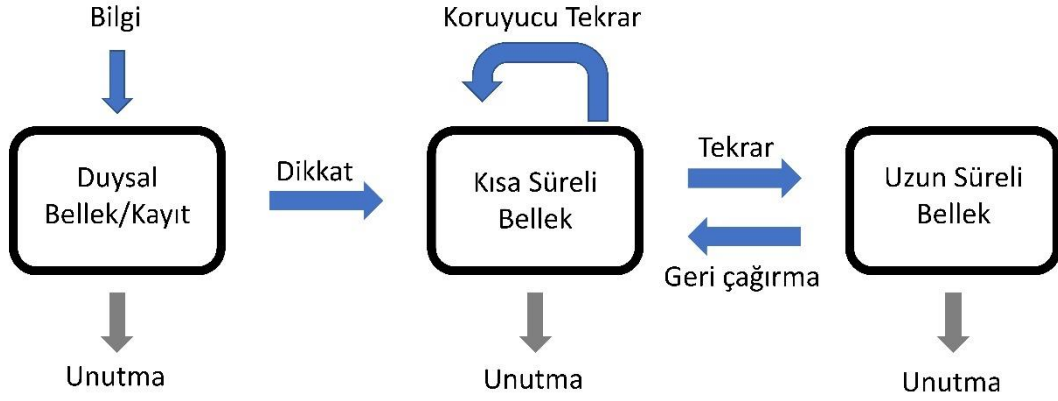 Bilgi
Koruyucu Tekrar
Duysal
Bellek/Kayıt
Dikkat
Kısa Süreli
Bellek
Tekrar
Geri çağırma
Uzun Süreli
Bellek
Unutma
Unutma
Unutma